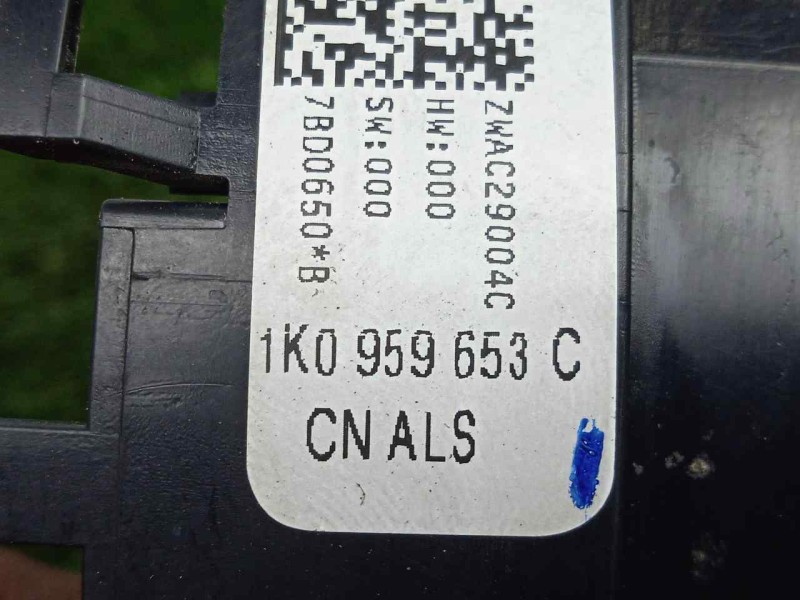 ZWAC29004C
HW:000
SW:000
7BD0650*B
1K0 959 653 C
CN ALS